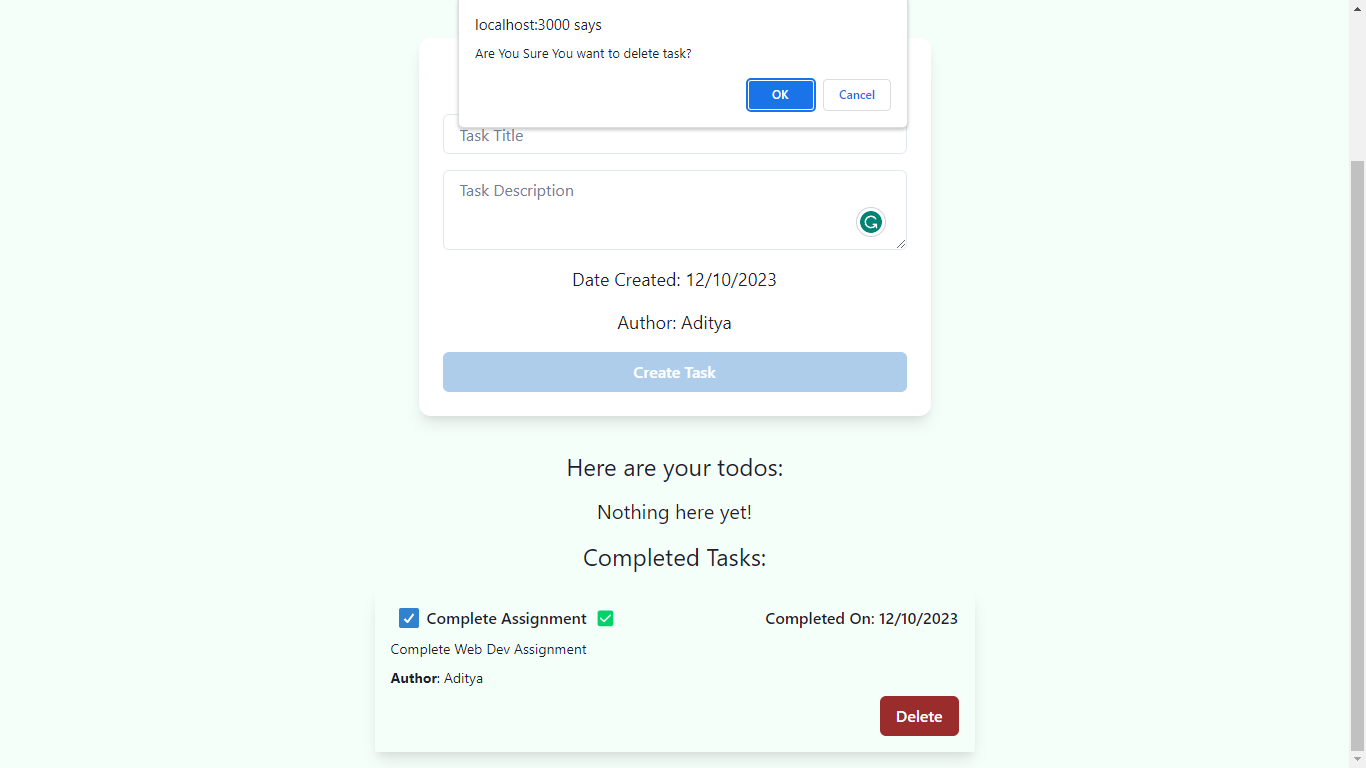 localhost:3000 says
Are You Sure You want to delete task?
OK Cancel
Task Title
Task Description
Date Created: 12/10/2023
Author: Aditya
Create Task
Here are your todos:
Nothing here yet!
Completed Tasks:
Complete Assignment Completed On: 12/10/2023
Complete Web Dev Assignment
Author: Aditya
Delete